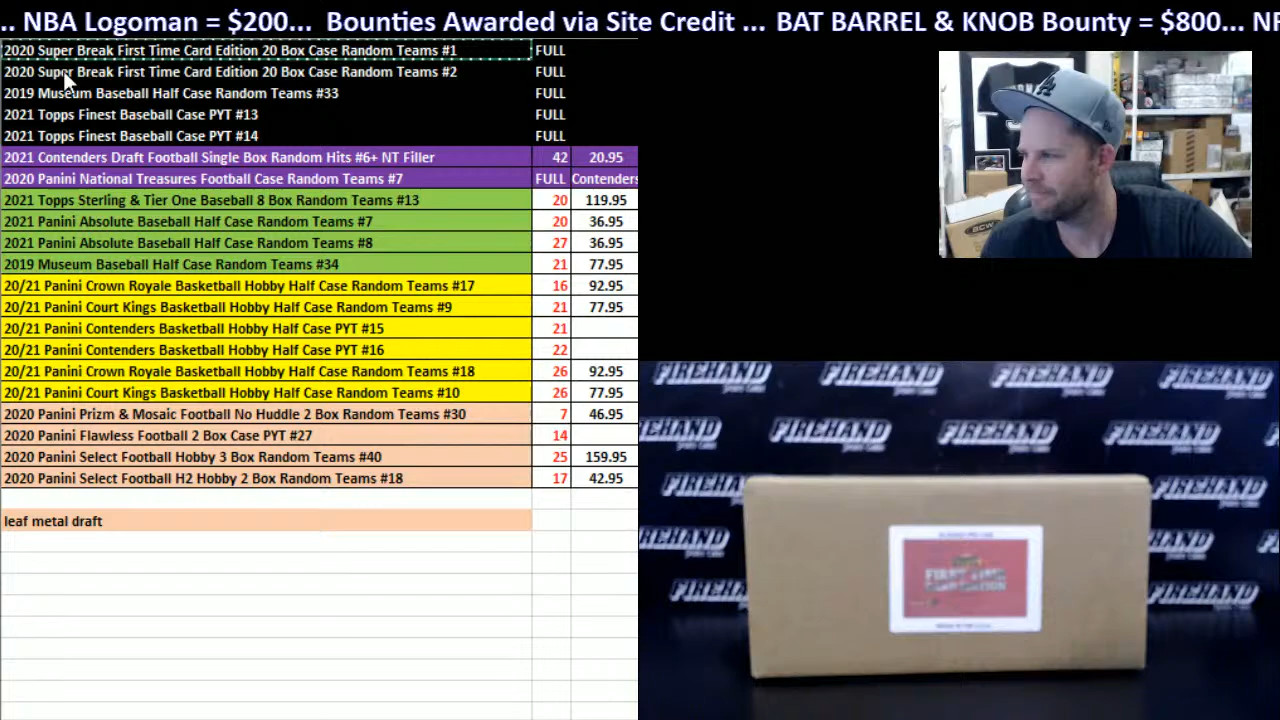 .. NBA Logoman = $200... Bounties Awarded via Site Credit ... BAT BARREL & KNOB Bounty = $800... NF
2020 Super Break First Time Card Edition 20 Box Case Random Teams #1 FULL
2020 Super Break First Time Card Edition 20 Box Case Random Teams #2 FULL
2019 Museum Baseball Half Case Random Teams #33 FULL
2021 Topps Finest Baseball Case PYT #13 FULL
2021 Topps Finest Baseball Case PYT #14 FULL
2021 Contenders Draft Football Single Box Random Hits #6+ NT Filler 42 20.95
2020 Panini National Treasures Football Case Random Teams #7 FULL Contenders
2021 Topps Sterling & Tier One Baseball 8 Box Random Teams #13 20 119.95
2021 Panini Absolute Baseball Half Case Random Teams #7 20 36.95
2021 Panini Absolute Baseball Half Case Random Teams #8 27 36.95
2019 Museum Baseball Half Case Random Teams #34 21 77.95
20/21 Panini Crown Royale Basketball Hobby Half Case Random Teams #17 16 92.95
20/21 Panini Court Kings Basketball Hobby Half Case Random Teams #9 21 77.95
20/21 Panini Contenders Basketball Hobby Half Case PYT #15 21
20/21 Panini Contenders Basketball Hobby Half Case PYT #16 22
20/21 Panini Crown Royale Basketball Hobby Half Case Random Teams #18 26 92.95
20/21 Panini Court Kings Basketball Hobby Half Case Random Teams #10 26 77.95
2020 Panini Prizm & Mosaic Football No Huddle 2 Box Random Teams #30 7 46.95
2020 Panini Flawless Football 2 Box Case PYT #27 14
2020 Panini Select Football Hobby 3 Box Random Teams #40 25 159.95
2020 Panini Select Football H2 Hobby 2 Box Random Teams #18 17 42.95
leaf metal draft
BCW
FIREHAND FIREHAND FIREHAND FIREHAND
FIREHAND FIREHAND FIREHAND FIREHAND
FIRST TIME
CARD EDITION